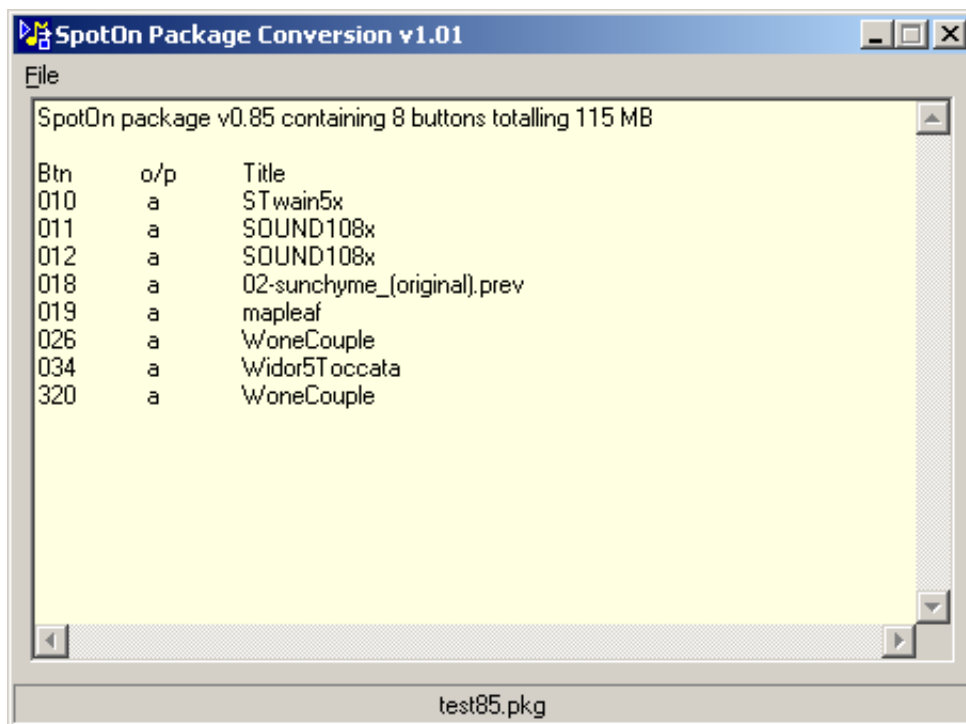 SpotOn Package Conversion v1.01
File
SpotOn package v0.85 containing 8 buttons totalling 115 MB
Btn o/p Title
010 a STwain5x
011 a SOUND108x
012 a SOUND108x
018 a 02-sunchyme_(original).prev
019 a mapleaf
026 a WoneCouple
034 a Widor5Toccata
320 a WoneCouple
test85.pkg